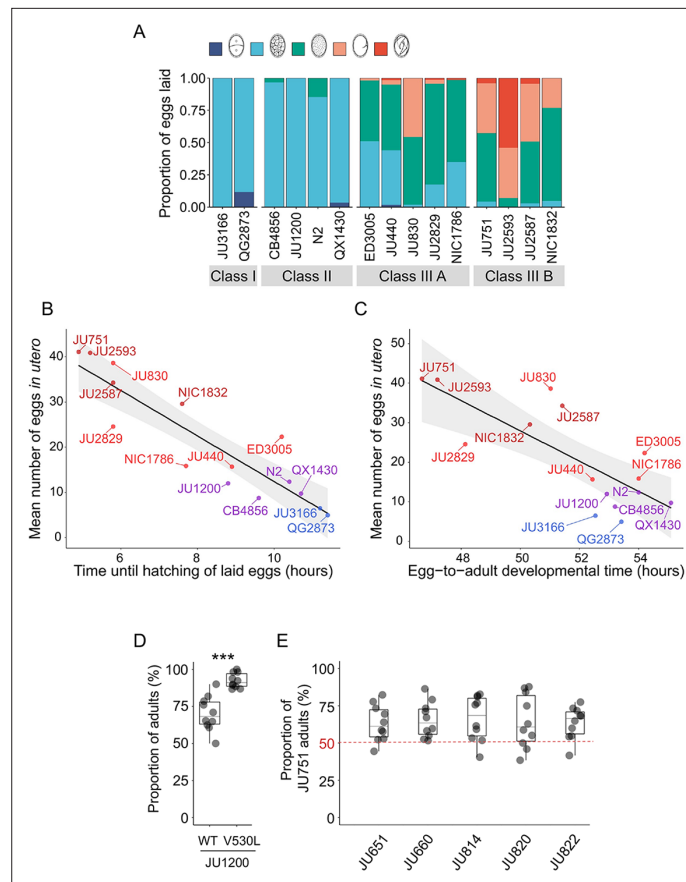 A
Proportion of eggs laid
1.00
0.75
0.50
0.25
0.00
JU3166
QG2873
CB4856
JU1200
N2
QX1430
ED3005
JU440
JU830
JU2829
NIC1786
JU751
JU2593
JU2587
NIC1832
Class I
Class II
Class III A
Class III B
B
Mean number of eggs in utero
40
30
20
10
0
JU751
JU2593
JU830
JU2587
NIC1832
JU2829
ED3005
NIC1786
JU440
N2
QX1430
JU1200
CB4856
JU3166
QG2873
6
8
10
Time until hatching of laid eggs (hours)
C
Mean number of eggs in utero
50
40
30
20
10
0
JU751
JU2593
JU830
JU2587
NIC1832
JU2829
ED3005
JU440
NIC1786
N2
JU1200
CB4856
JU3166
QX1430
QG2873
48
50
52
54
Egg-to-adult developmental time (hours)
D
Proportion of adults (%)
100
75
50
25
0
***
WT V530L
JU1200
E
Proportion of
JU751 adults (%)
100
75
50
25
0
JU651
JU660
JU814
JU820
JU822